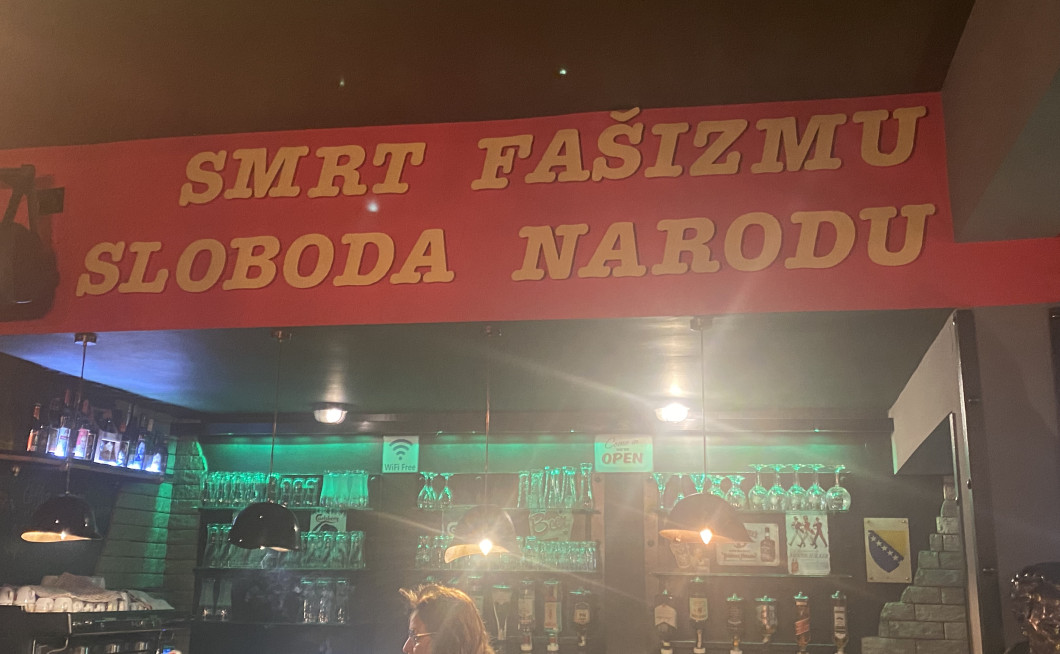 SMRT FAŠIZMU
SLOBODA NARODU
WiFi Free
OPEN